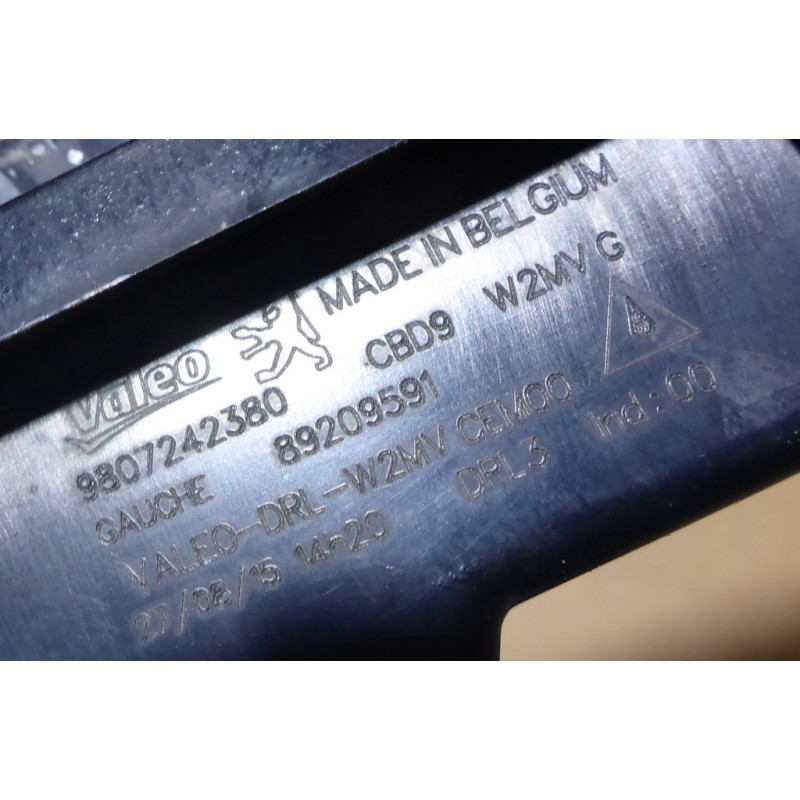 Valeo MADE IN BELGIUM
CBD9 W2MV G
9807242380 89209591
GAUCHE
VALEO-DRL-W2MV CEM00
27/08/15 14h20 DRL3 Ind:00